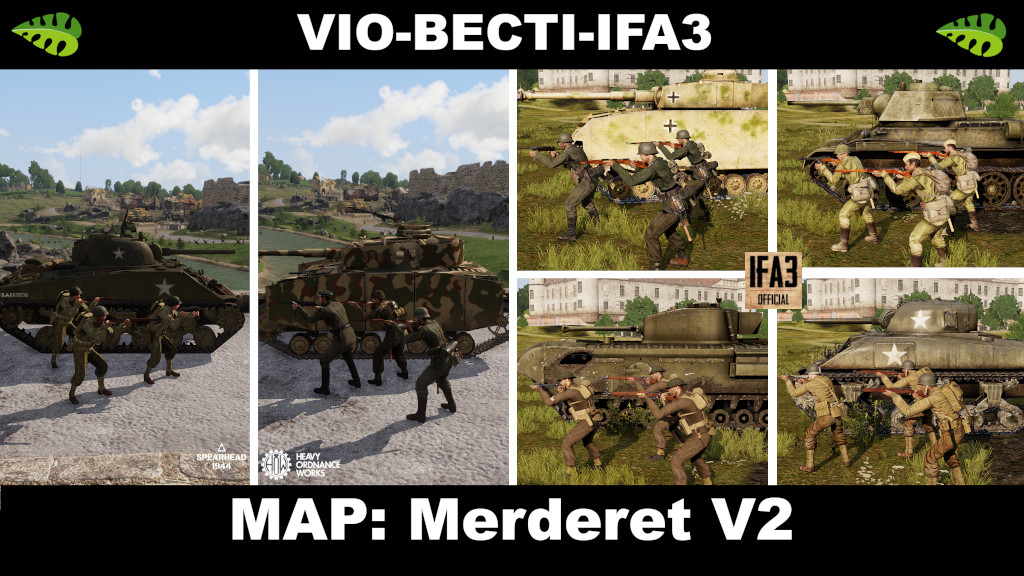 VIO-BECTI-IFA3
IFA3
OFFICIAL
SPEARHEAD
1944
HEAVY
ORDNANCE
WORKS
MAP: Merderet V2